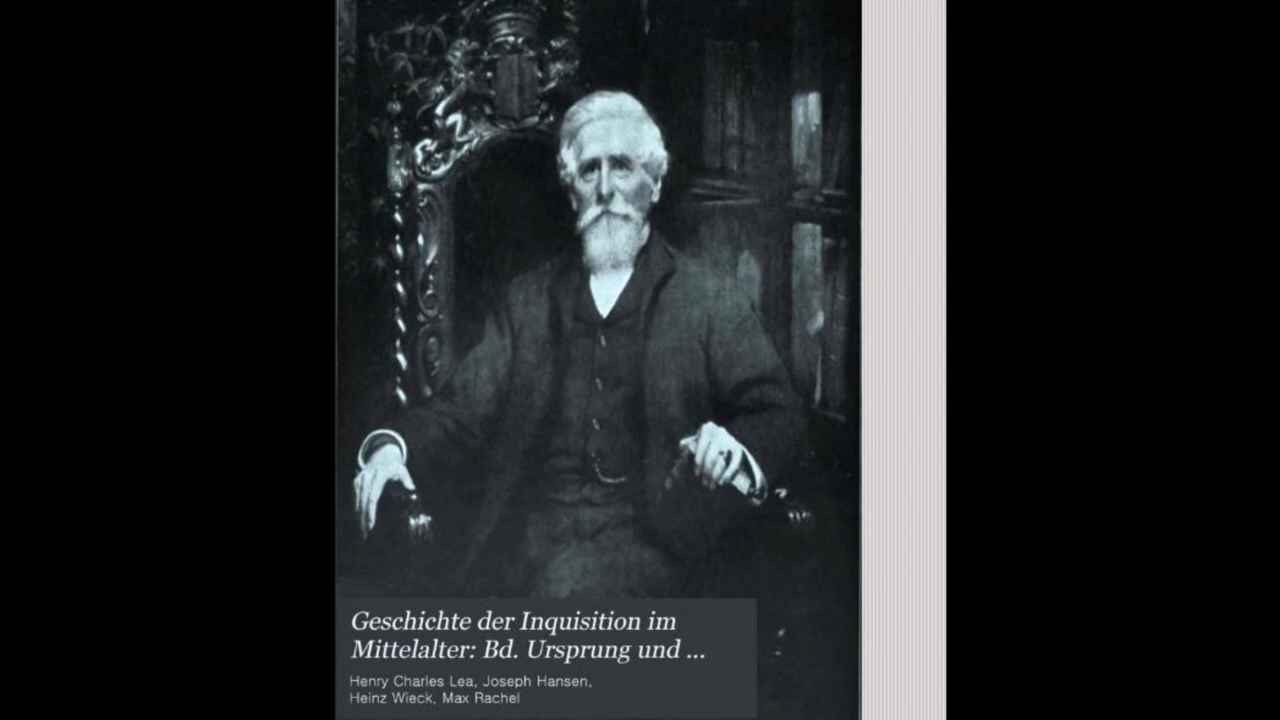 Geschichte der Inquisition im
Mittelalter: Bd. Ursprung und ...
Henry Charles Lea, Joseph Hansen,
Heinz Wieck, Max Rachel